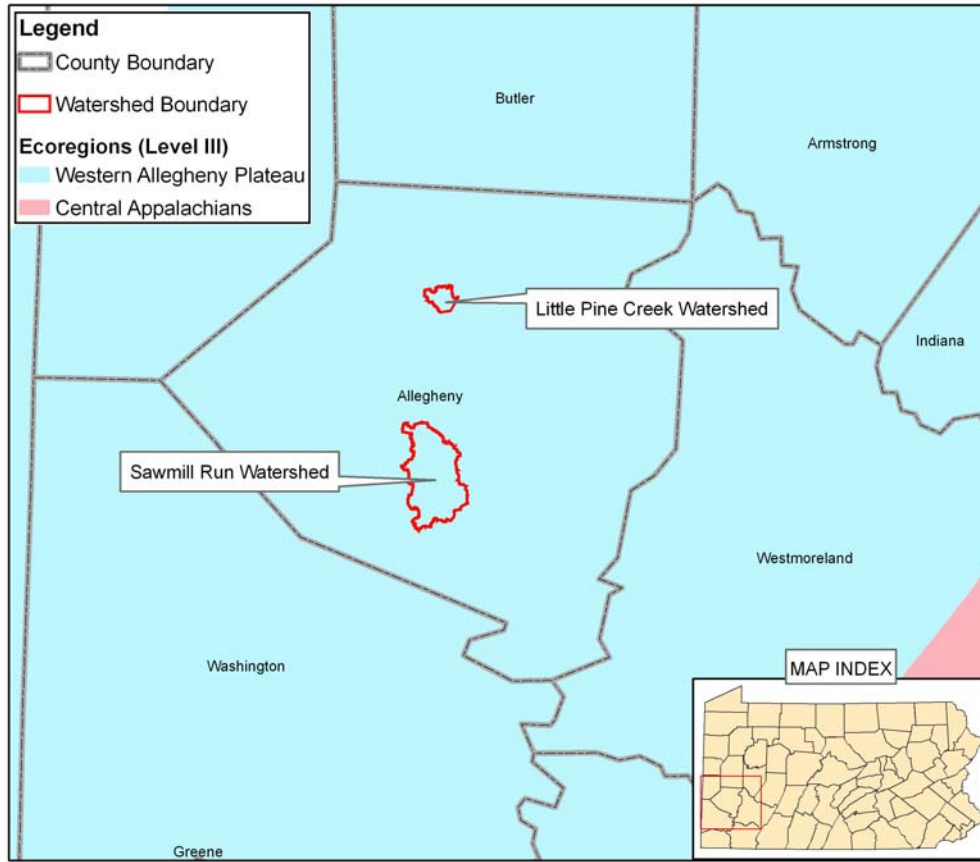 Legend
County Boundary
Watershed Boundary
Ecoregions (Level III)
Western Allegheny Plateau
Central Appalachians
Butler
Armstrong
Little Pine Creek Watershed
Indiana
Allegheny
Sawmill Run Watershed
Westmoreland
Washington
MAP INDEX
Greene